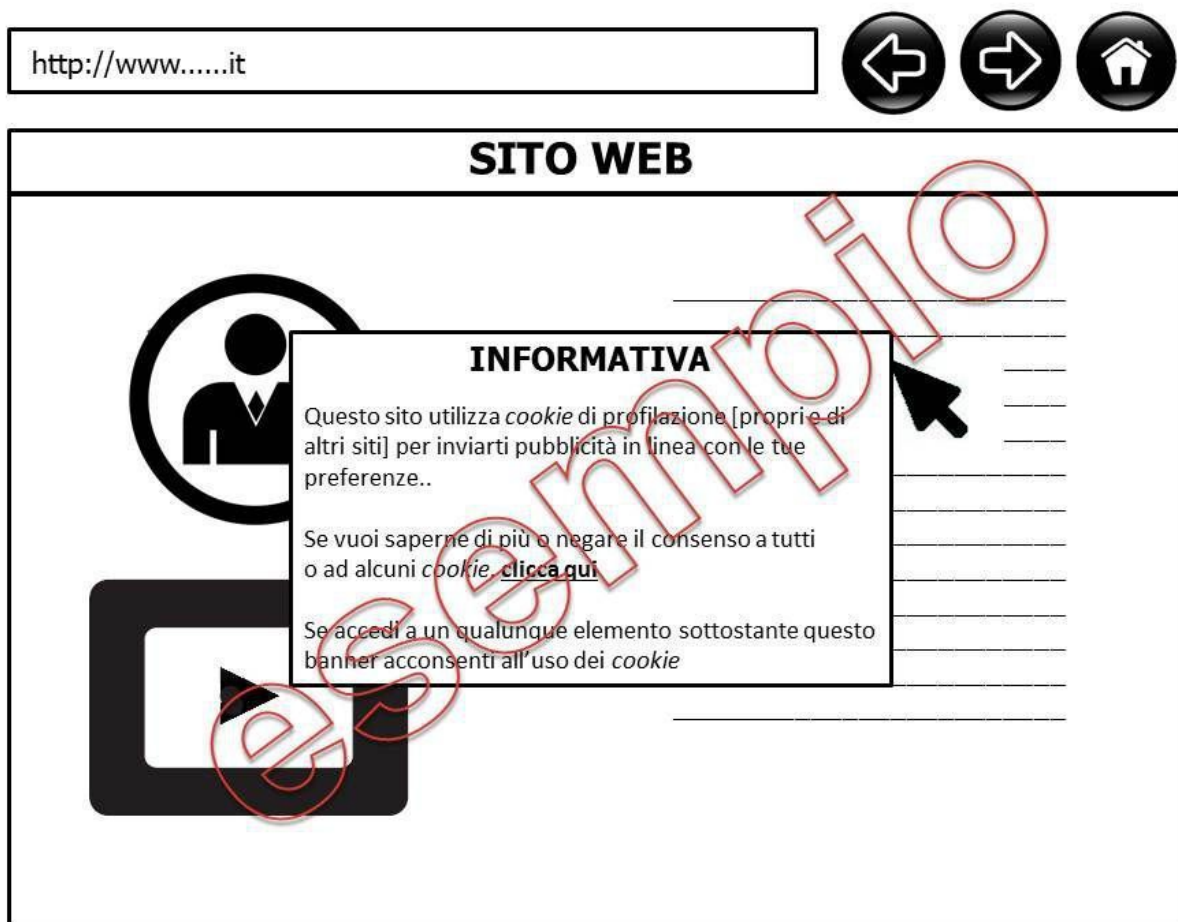 http://www......it
SITO WEB
INFORMATIVA
Questo sito utilizza cookie di profilazione [propri e di
altri siti] per inviarti pubblicità in linea con le tue
preferenze..
Se vuoi saperne di più o negare il consenso a tutti
o ad alcuni cookie, clicca qui
Se accedi a un qualunque elemento sottostante questo
banner acconsenti all'uso dei cookie
esempio